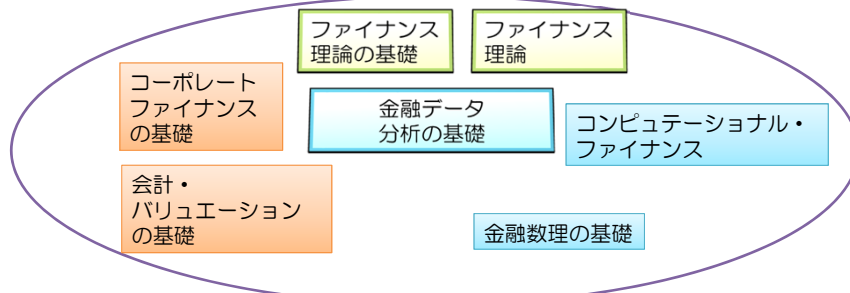 ファイナンス
理論の基礎
ファイナンス
理論
コーポレート
ファイナンス
の基礎
金融データ
分析の基礎
コンピュテーショナル・
ファイナンス
会計・
バリュエーション
の基礎
金融数理の基礎